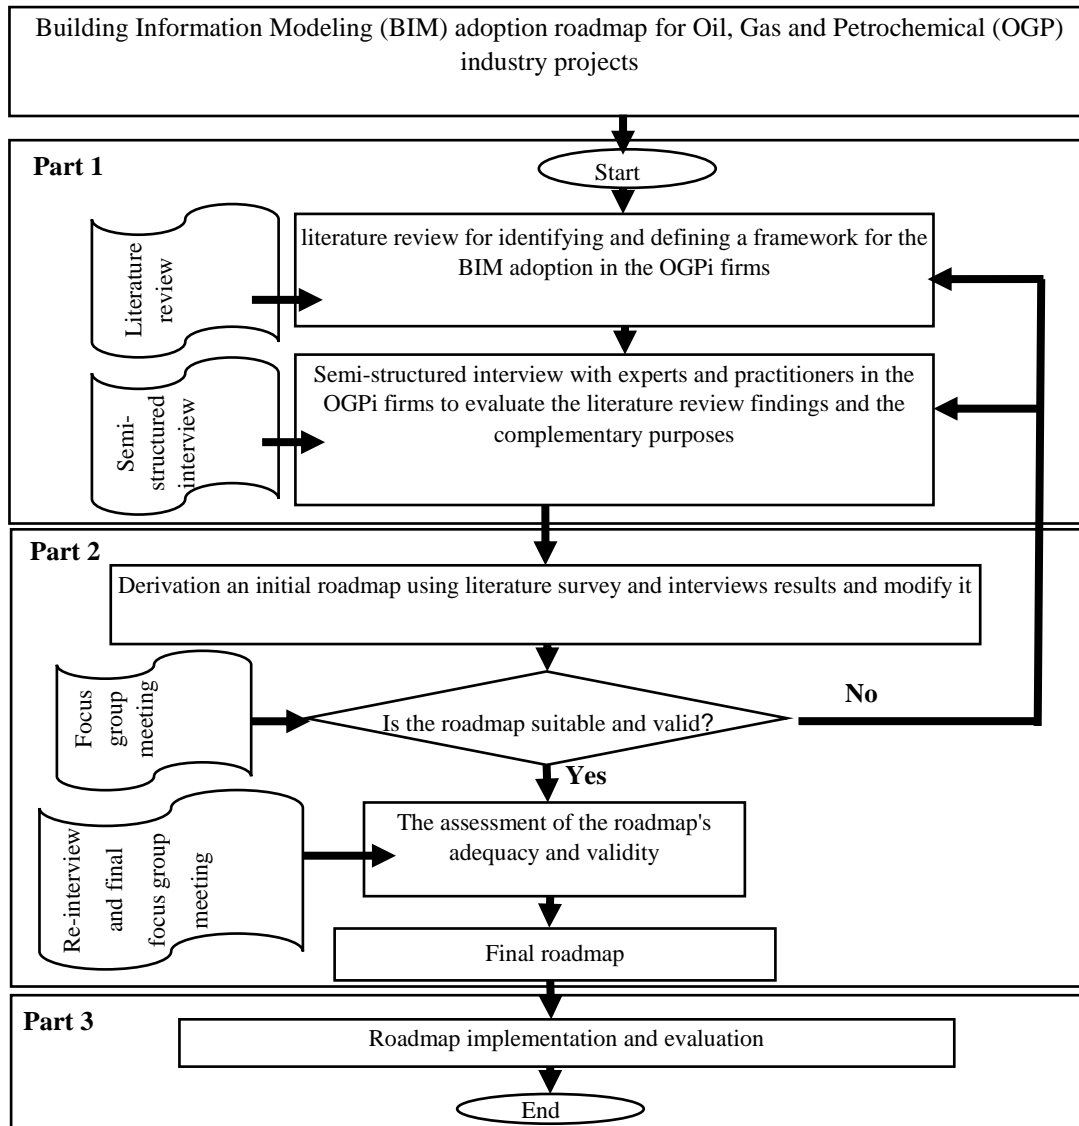 Building Information Modeling (BIM) adoption roadmap for Oil, Gas and Petrochemical (OGP)
industry projects
Part 1
Start
Literature
review
literature review for identifying and defining a framework for the
BIM adoption in the OGPi firms
Semi-
structured
interview
Semi-structured interview with experts and practitioners in the
OGPi firms to evaluate the literature review findings and the
complementary purposes
Part 2
Derivation an initial roadmap using literature survey and interviews results and modify it
Focus
group
meeting
Is the roadmap suitable and valid?
No
Yes
Re-interview
and final
focus group
meeting
The assessment of the roadmap's
adequacy and validity
Final roadmap
Part 3
Roadmap implementation and evaluation
End